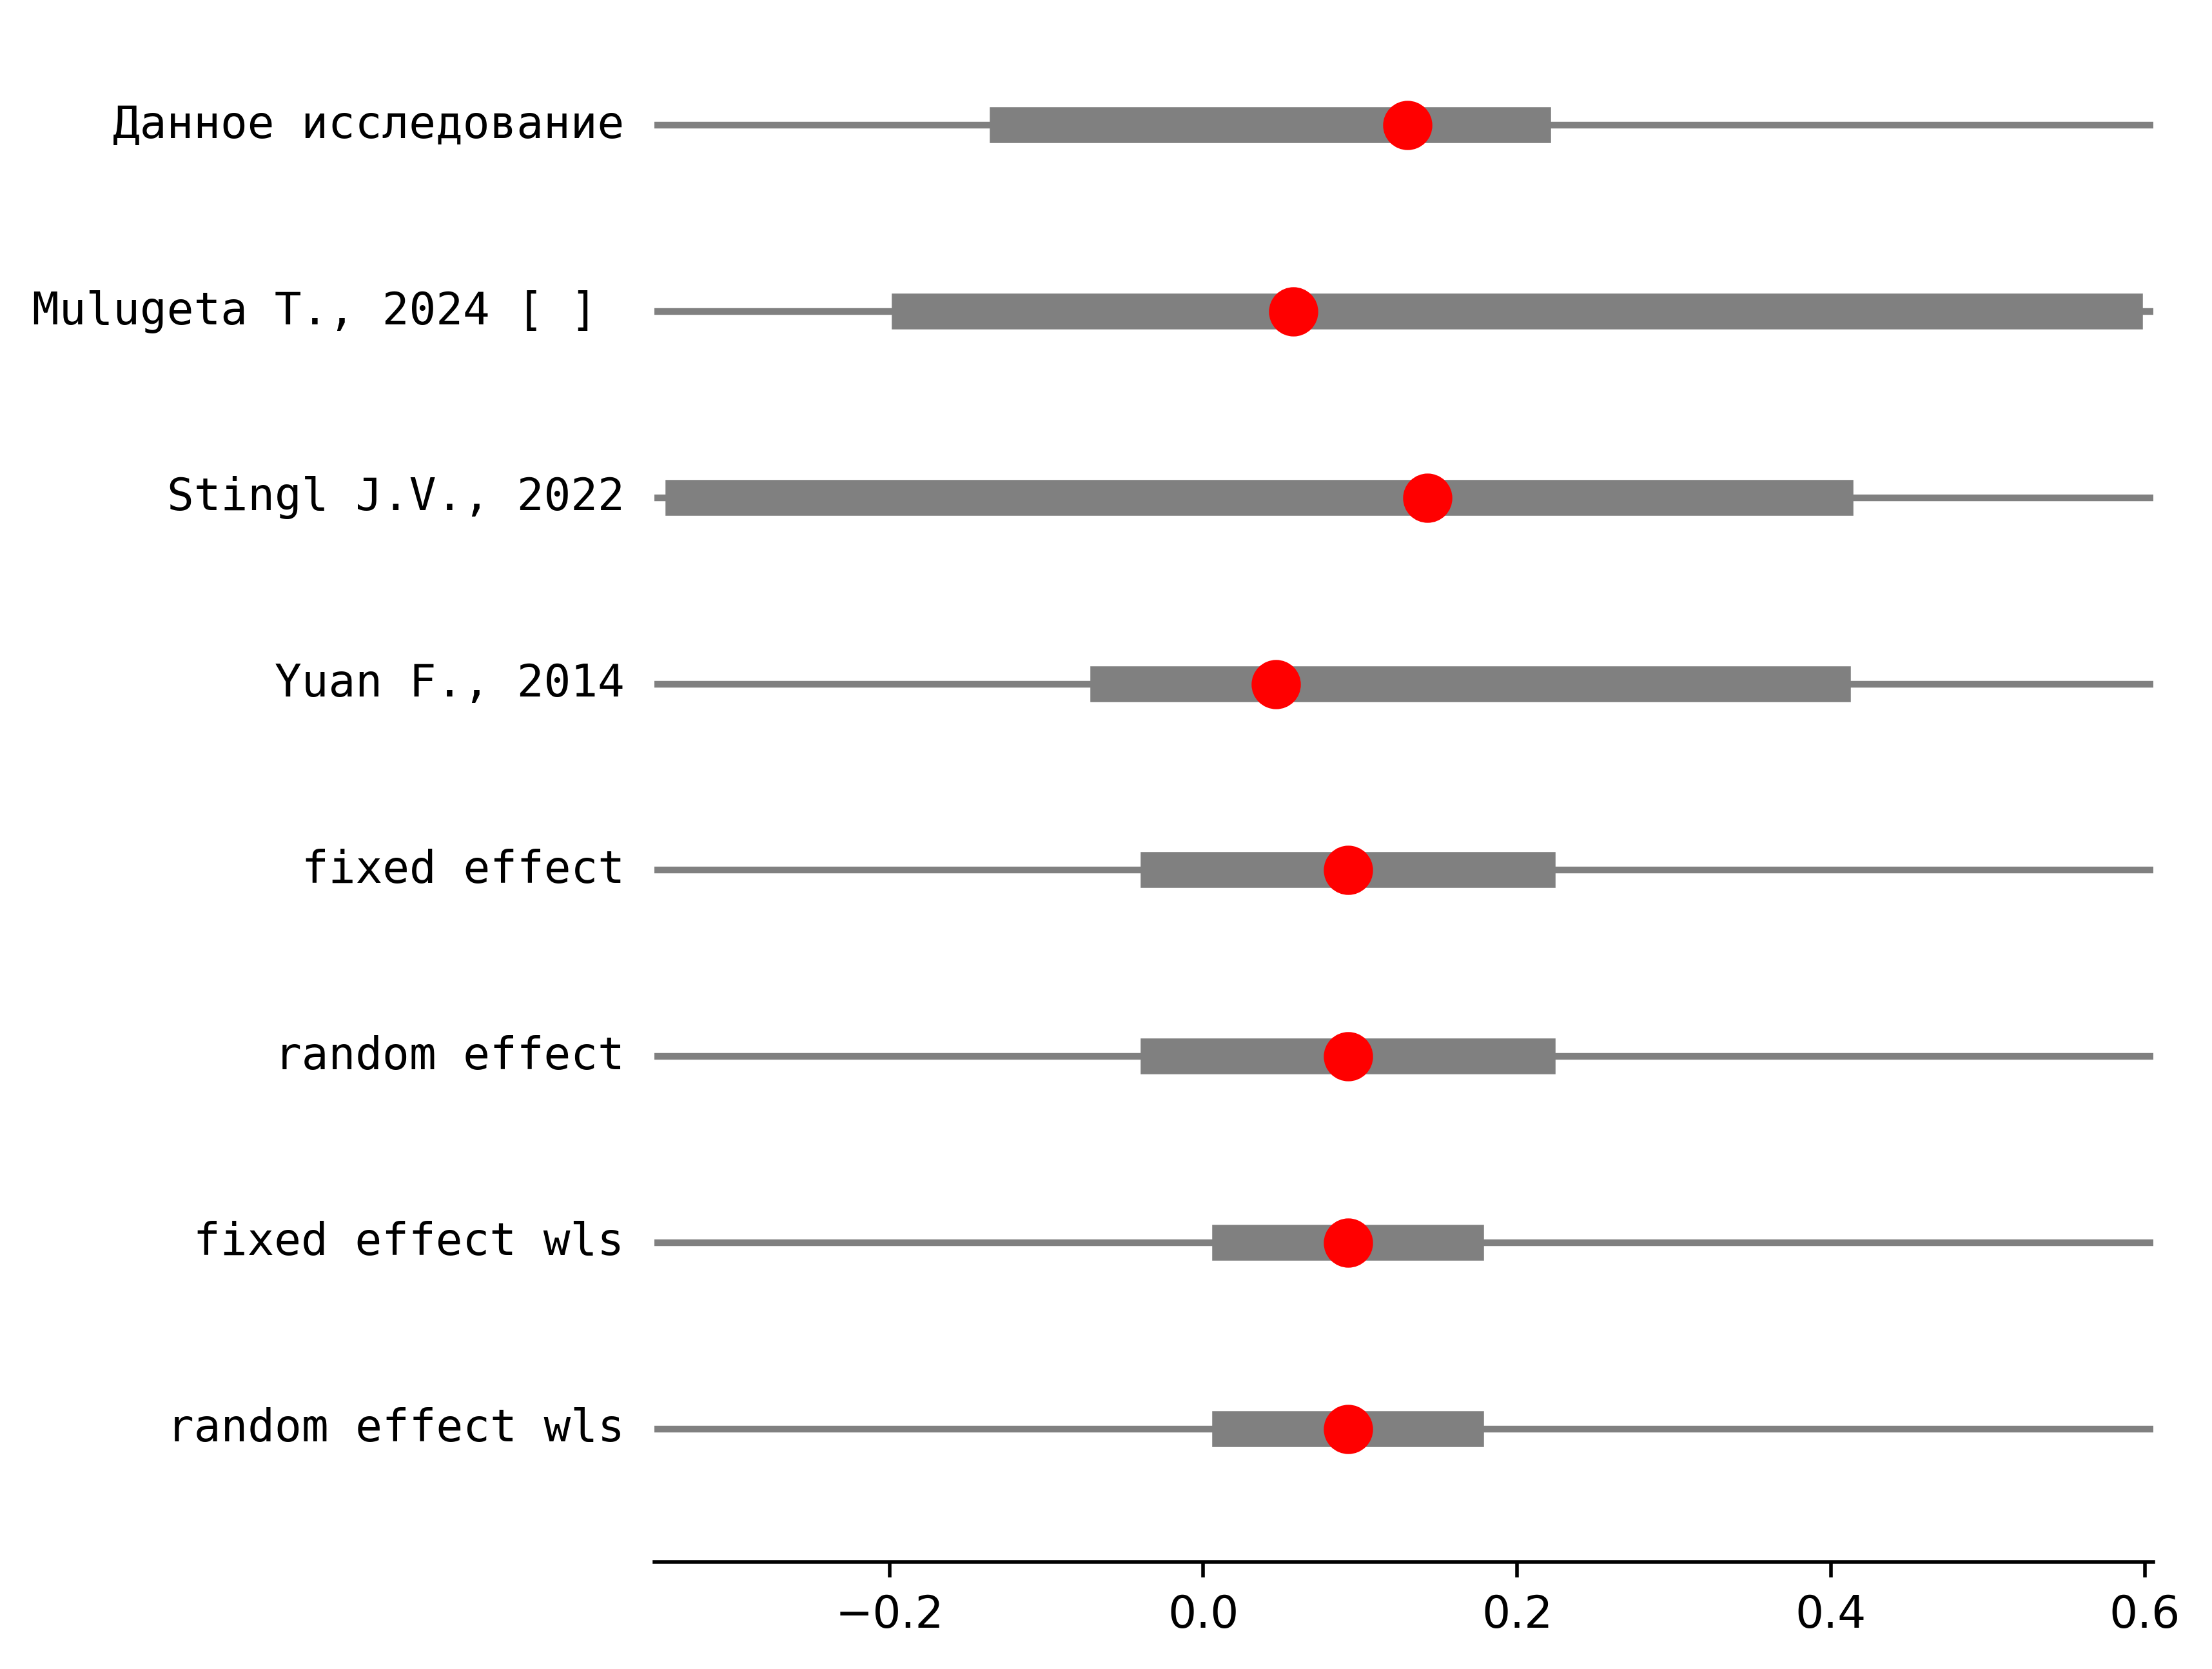 Данное исследование
Mulugeta T., 2024 [ ]
Stingl J.V., 2022
Yuan F., 2014
fixed effect
random effect
fixed effect wls
random effect wls
−0.2 0.0 0.2 0.4 0.6